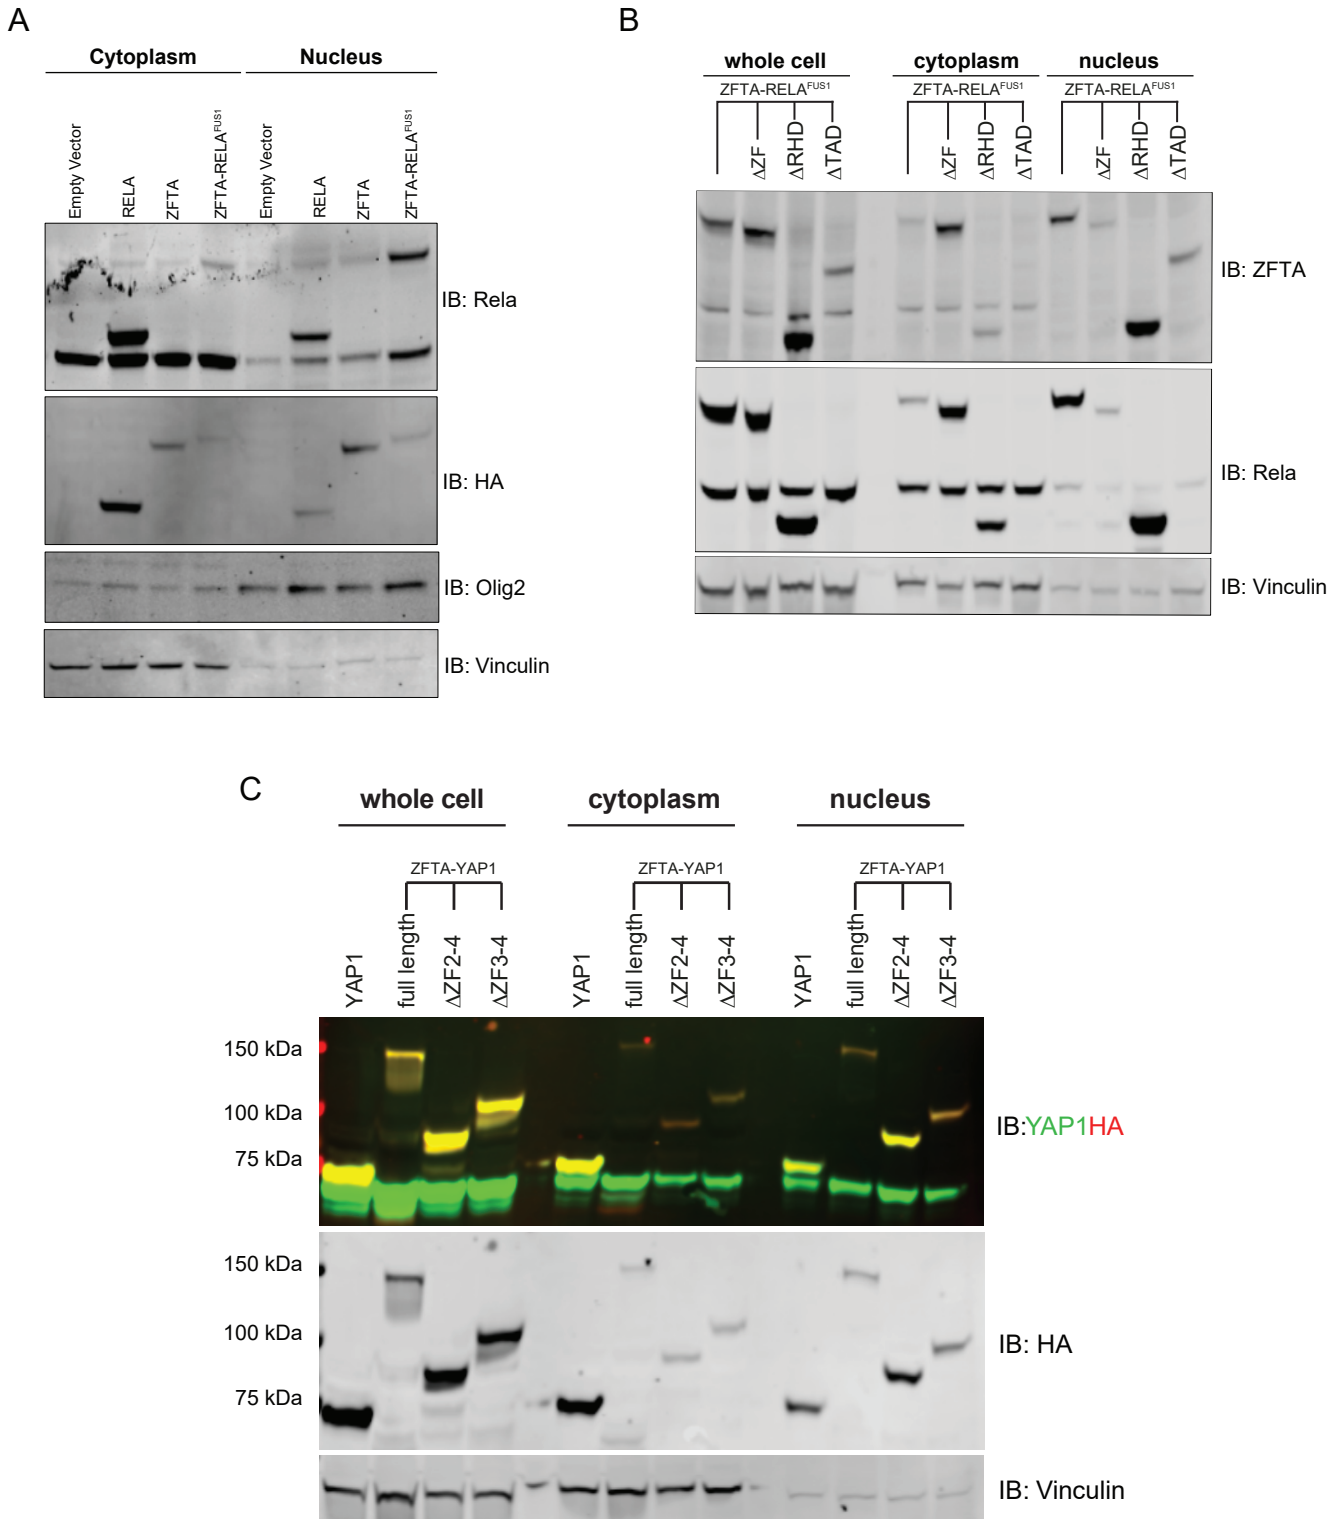 A
Cytoplasm Nucleus
Empty Vector
RELA
ZFTA
ZFTA-RELAFUS1
Empty Vector
RELA
ZFTA
ZFTA-RELAFUS1
IB: Rela
IB: HA
IB: Olig2
IB: Vinculin
B
whole cell cytoplasm nucleus
ZFTA-RELAFUS1 ZFTA-RELAFUS1 ZFTA-RELAFUS1
ΔZF
ΔRHD
ΔTAD
ΔZF
ΔRHD
ΔTAD
ΔZF
ΔRHD
ΔTAD
IB: ZFTA
IB: Rela
IB: Vinculin
C
whole cell cytoplasm nucleus
ZFTA-YAP1 ZFTA-YAP1 ZFTA-YAP1
YAP1
full length
ΔZF2-4
ΔZF3-4
YAP1
full length
ΔZF2-4
ΔZF3-4
YAP1
full length
ΔZF2-4
ΔZF3-4
150 kDa
100 kDa
75 kDa
IB:YAP1HA
150 kDa
100 kDa
75 kDa
IB: HA
IB: Vinculin